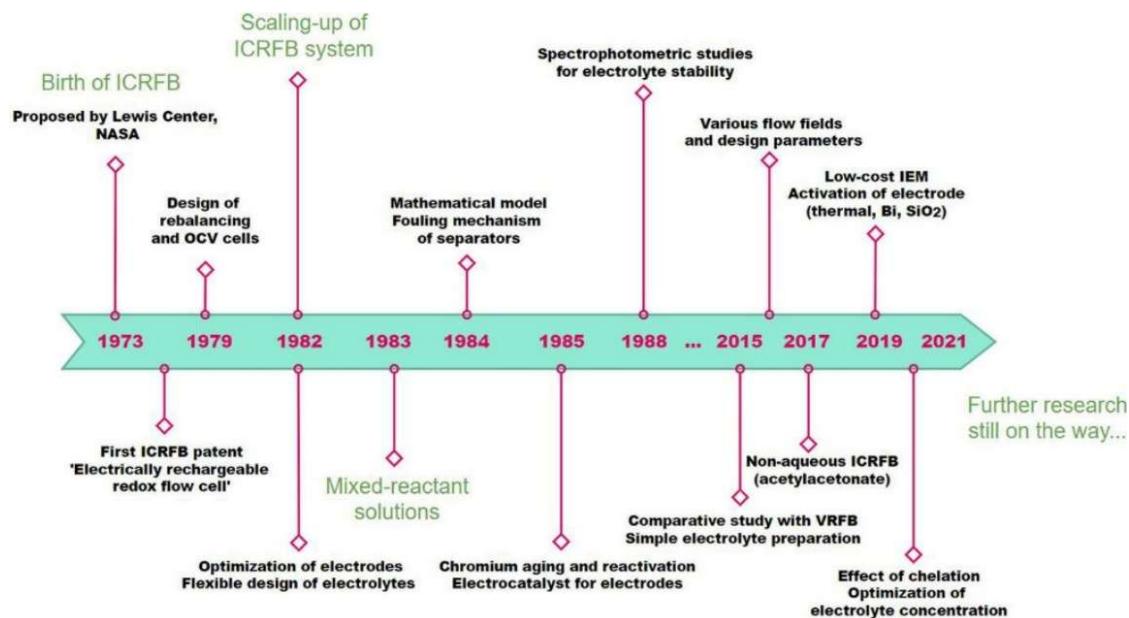 Scaling-up of
ICRFB system
Spectrophotometric studies
for electrolyte stability
Birth of ICRFB
Proposed by Lewis Center,
NASA
Various flow fields
and design parameters
Low-cost IEM
Activation of electrode
(thermal, Bi, SiO₂)
Design of
rebalancing
and OCV cells
Mathematical model
Fouling mechanism
of separators
1973 1979 1982 1983 1984 1985 1988 ... 2015 2017 2019 2021
Further research
still on the way...
First ICRFB patent
'Electrically rechargeable
redox flow cell'
Mixed-reactant
solutions
Non-aqueous ICRFB
(acetylacetonate)
Comparative study with VRFB
Simple electrolyte preparation
Optimization of electrodes
Flexible design of electrolytes
Chromium aging and reactivation
Electrocatalyst for electrodes
Effect of chelation
Optimization of
electrolyte concentration